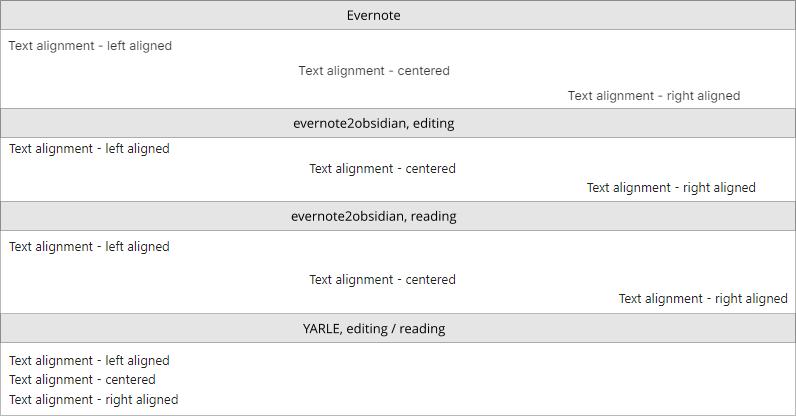 Evernote
Text alignment - left aligned
Text alignment - centered
Text alignment - right aligned
evernote2obsidian, editing
Text alignment - left aligned
Text alignment - centered
Text alignment - right aligned
evernote2obsidian, reading
Text alignment - left aligned
Text alignment - centered
Text alignment - right aligned
YARLE, editing / reading
Text alignment - left aligned
Text alignment - centered
Text alignment - right aligned